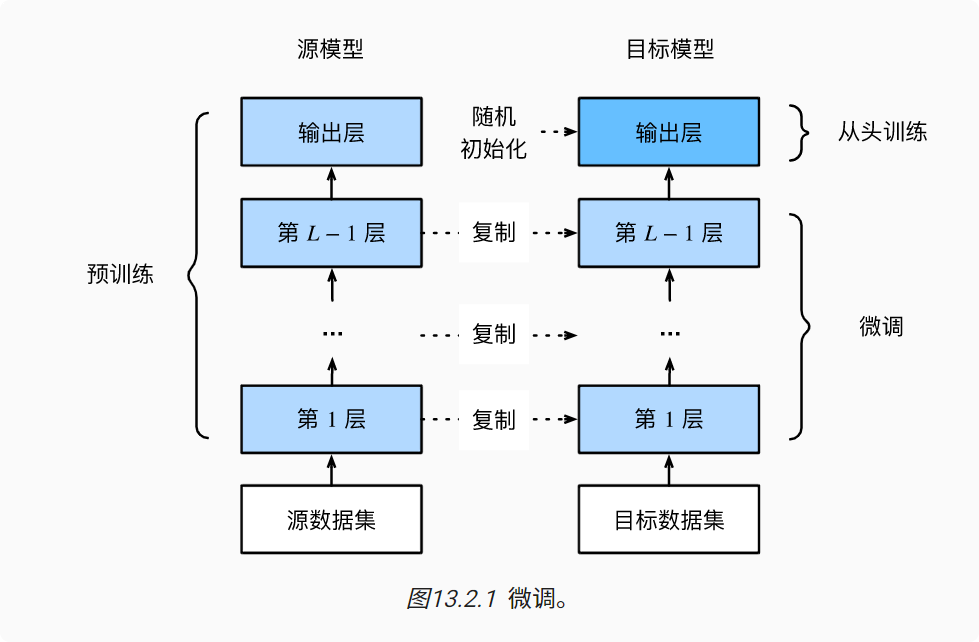 源模型
目标模型
输出层
随机
初始化
输出层
从头训练
第 L − 1 层
复制
第 L − 1 层
预训练
...
复制
...
微调
第 1 层
复制
第 1 层
源数据集
目标数据集
图13.2.1 微调。